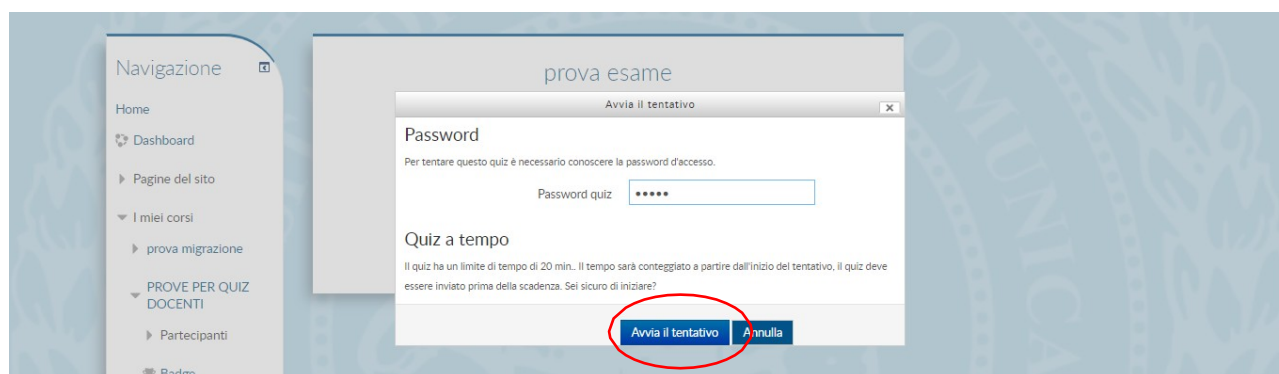 Navigazione
Home
Dashboard
Pagine del sito
I miei corsi
prova migrazione
PROVE PER QUIZ
DOCENTI
Partecipanti
Badge
prova esame
Avvia il tentativo
Password
Per tentare questo quiz è necessario conoscere la password d'accesso.
Password quiz •••••
Quiz a tempo
Il quiz ha un limite di tempo di 20 min.. Il tempo sarà conteggiato a partire dall'inizio del tentativo, il quiz deve
essere inviato prima della scadenza. Sei sicuro di iniziare?
Avvia il tentativo Annulla